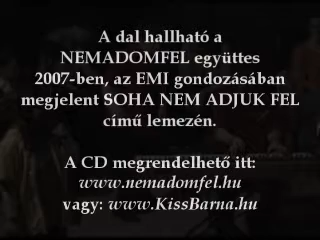 A dal hallható a
NEMADOMFEL együttes
2007-ben, az EMI gondozásában
megjelent SOHA NEM ADJUK FEL
című lemezén.
A CD megrendelhető itt:
www.nemadomfel.hu
vagy: www.KissBarna.hu